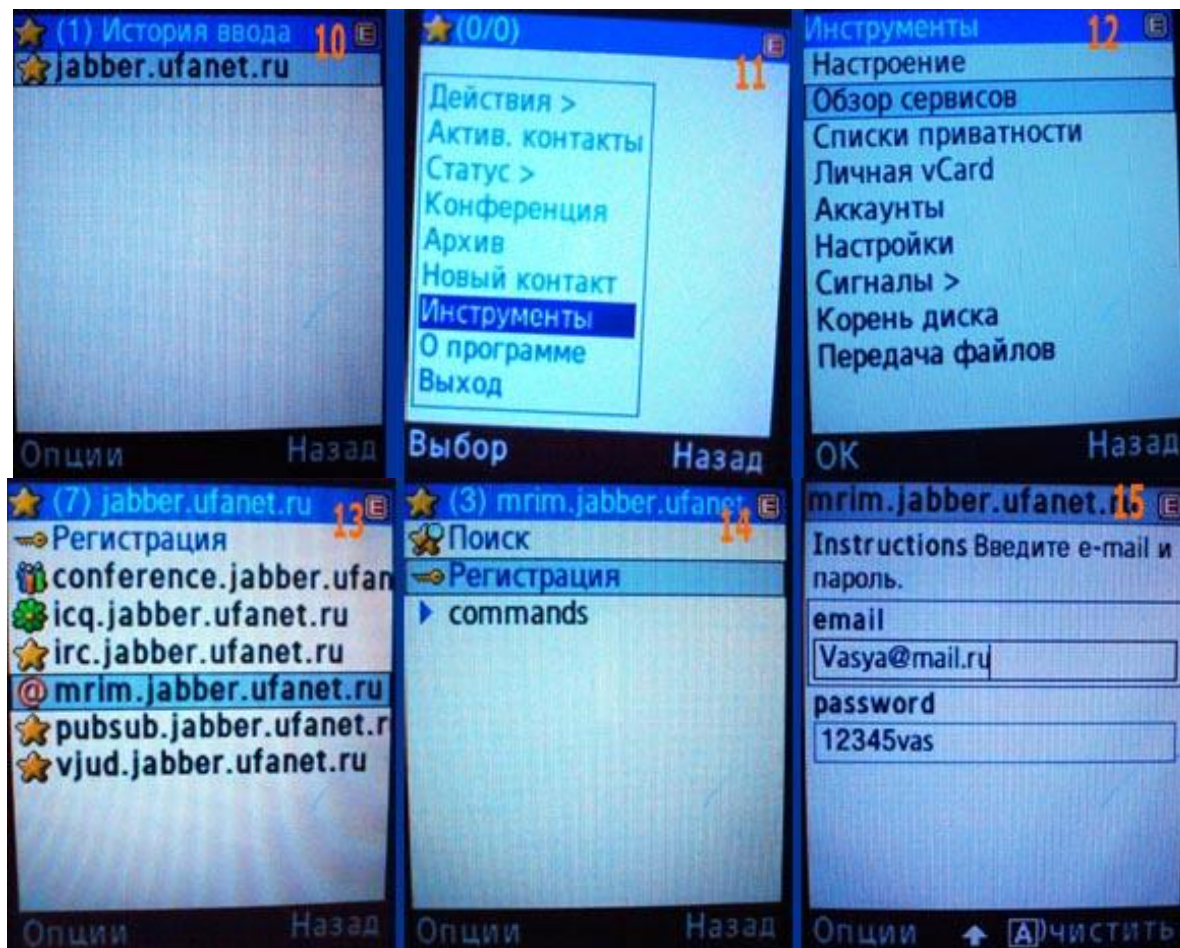 (1) История ввода 10 E
jabber.ufanet.ru
Опции Назад
(0/0) E
11
Действия >
Актив. контакты
Статус >
Конференция
Архив
Новый контакт
Инструменты
О программе
Выход
Выбор Назад
Инструменты 12 E
Настроение
Обзор сервисов
Списки приватности
Личная vCard
Аккаунты
Настройки
Сигналы >
Корень диска
Передача файлов
OK Назад
(7) jabber.ufanet.ru 13 E
Регистрация
conference.jabber.ufan
icq.jabber.ufanet.ru
irc.jabber.ufanet.ru
@ mrim.jabber.ufanet.ru
pubsub.jabber.ufanet.r
vjud.jabber.ufanet.ru
Опции Назад
(3) mrim.jabber.ufanet 14 E
Поиск
Регистрация
commands
Опции Назад
mrim.jabber.ufanet.ru 15 E
Instructions Введите e-mail и
пароль.
email
Vasya@mail.ru
password
12345vas
Опции A чистить